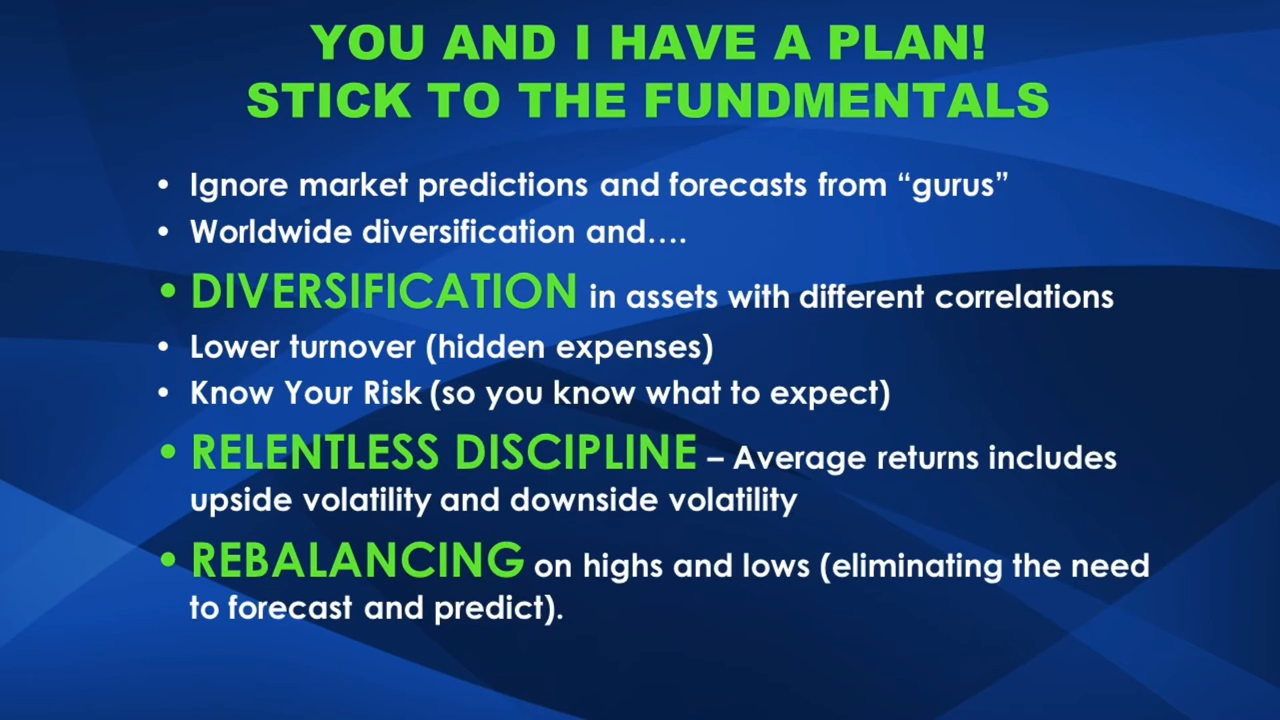 YOU AND I HAVE A PLAN!
STICK TO THE FUNDMENTALS
• Ignore market predictions and forecasts from “gurus”
• Worldwide diversification and….
• DIVERSIFICATION in assets with different correlations
• Lower turnover (hidden expenses)
• Know Your Risk (so you know what to expect)
• RELENTLESS DISCIPLINE – Average returns includes
upside volatility and downside volatility
• REBALANCING on highs and lows (eliminating the need
to forecast and predict).